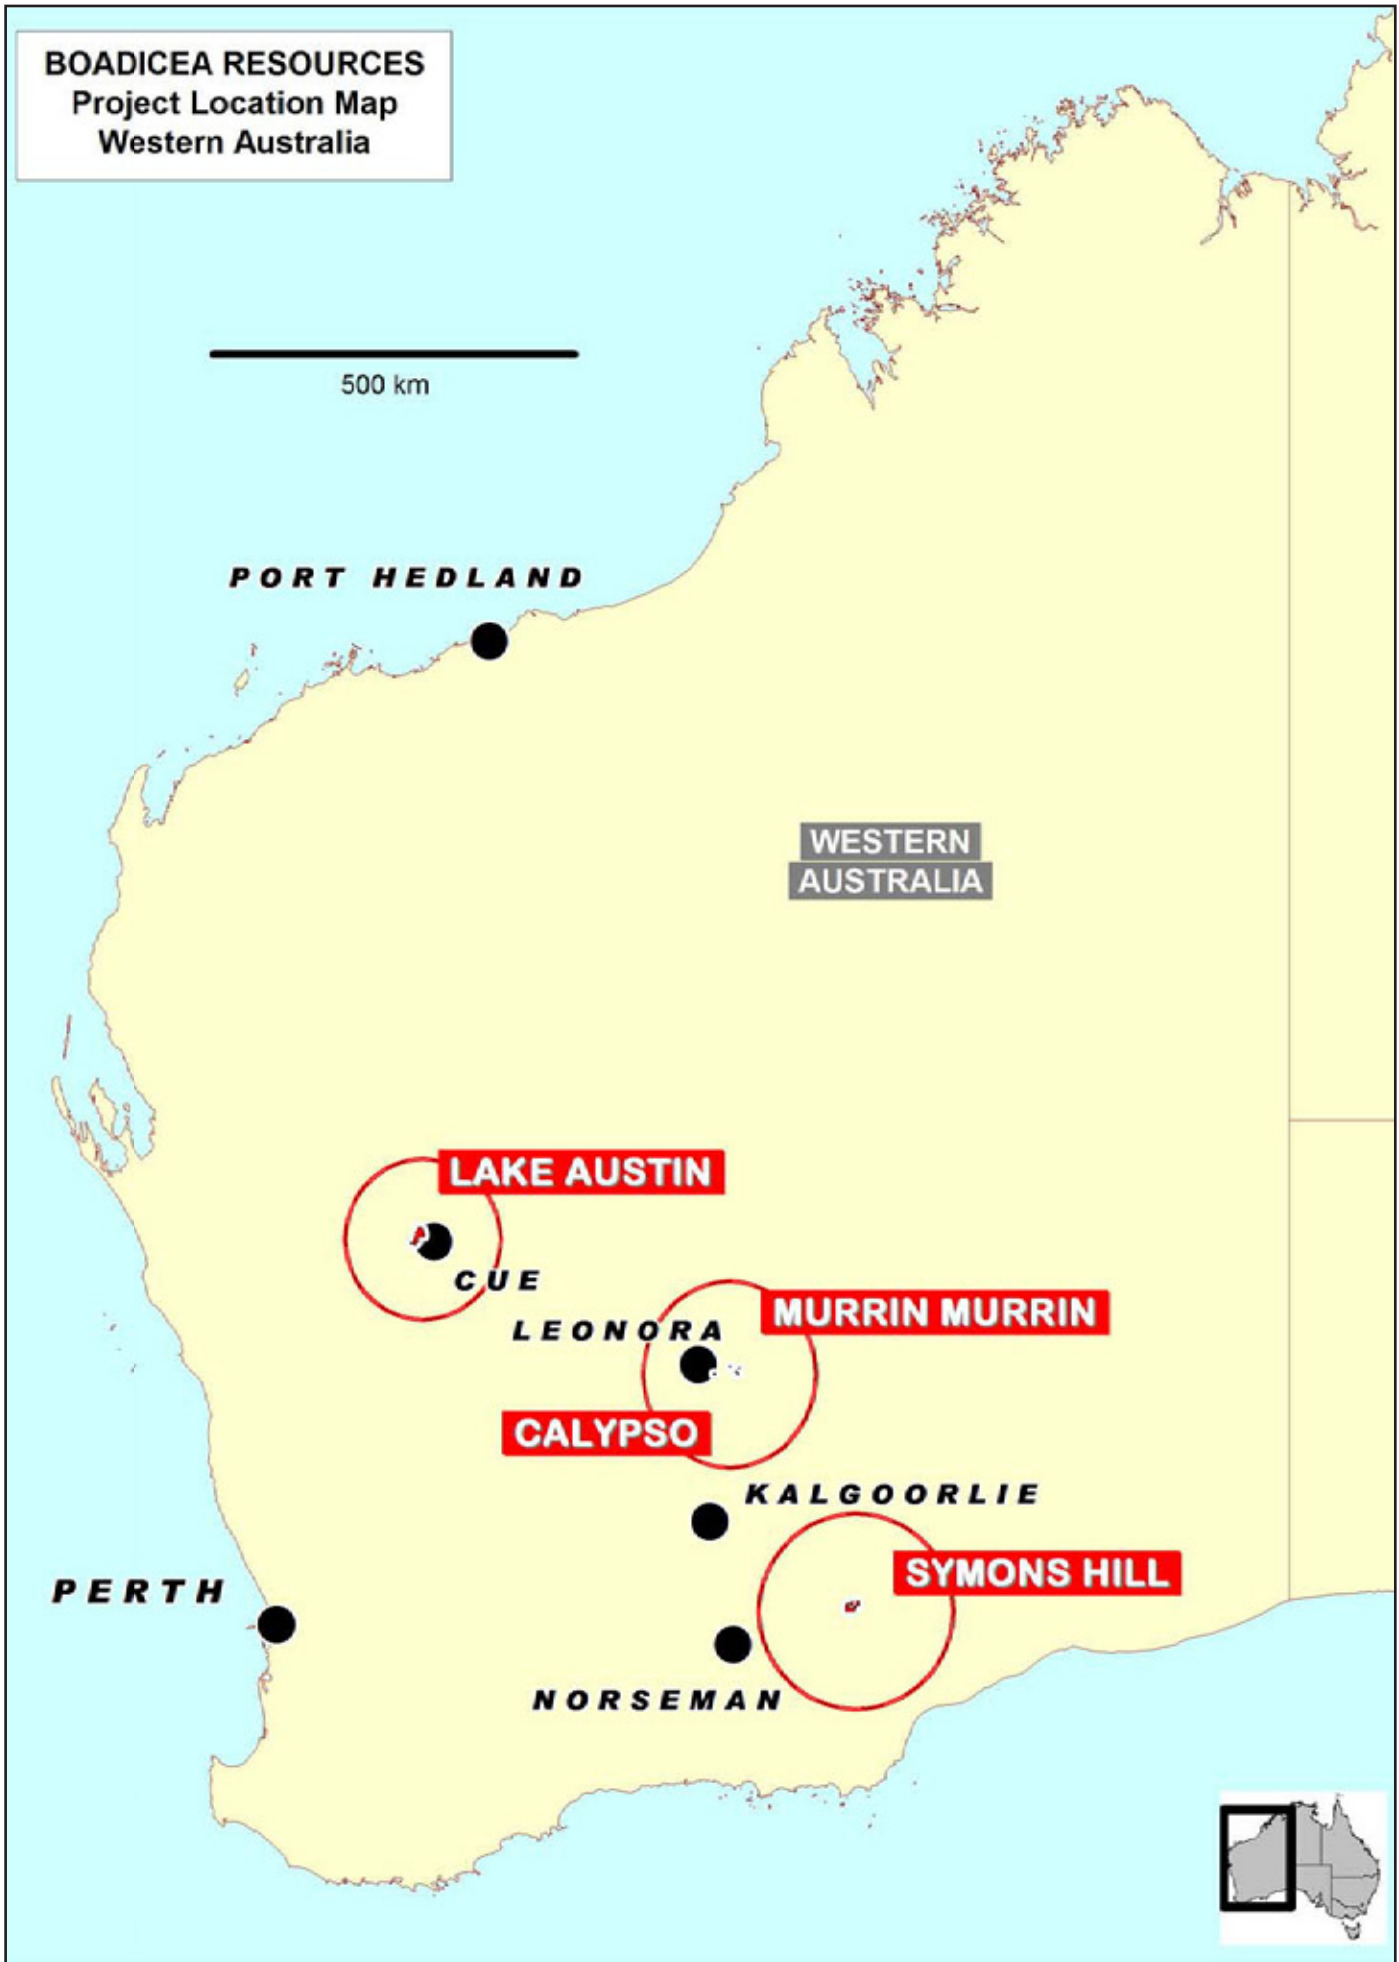 BOADICEA RESOURCES
Project Location Map
Western Australia
500 km
PORT HEDLAND
WESTERN
AUSTRALIA
LAKE AUSTIN
CUE
MURRIN MURRIN
LEONORA
CALYPSO
KALGOORLIE
SYMONS HILL
PERTH
NORSEMAN